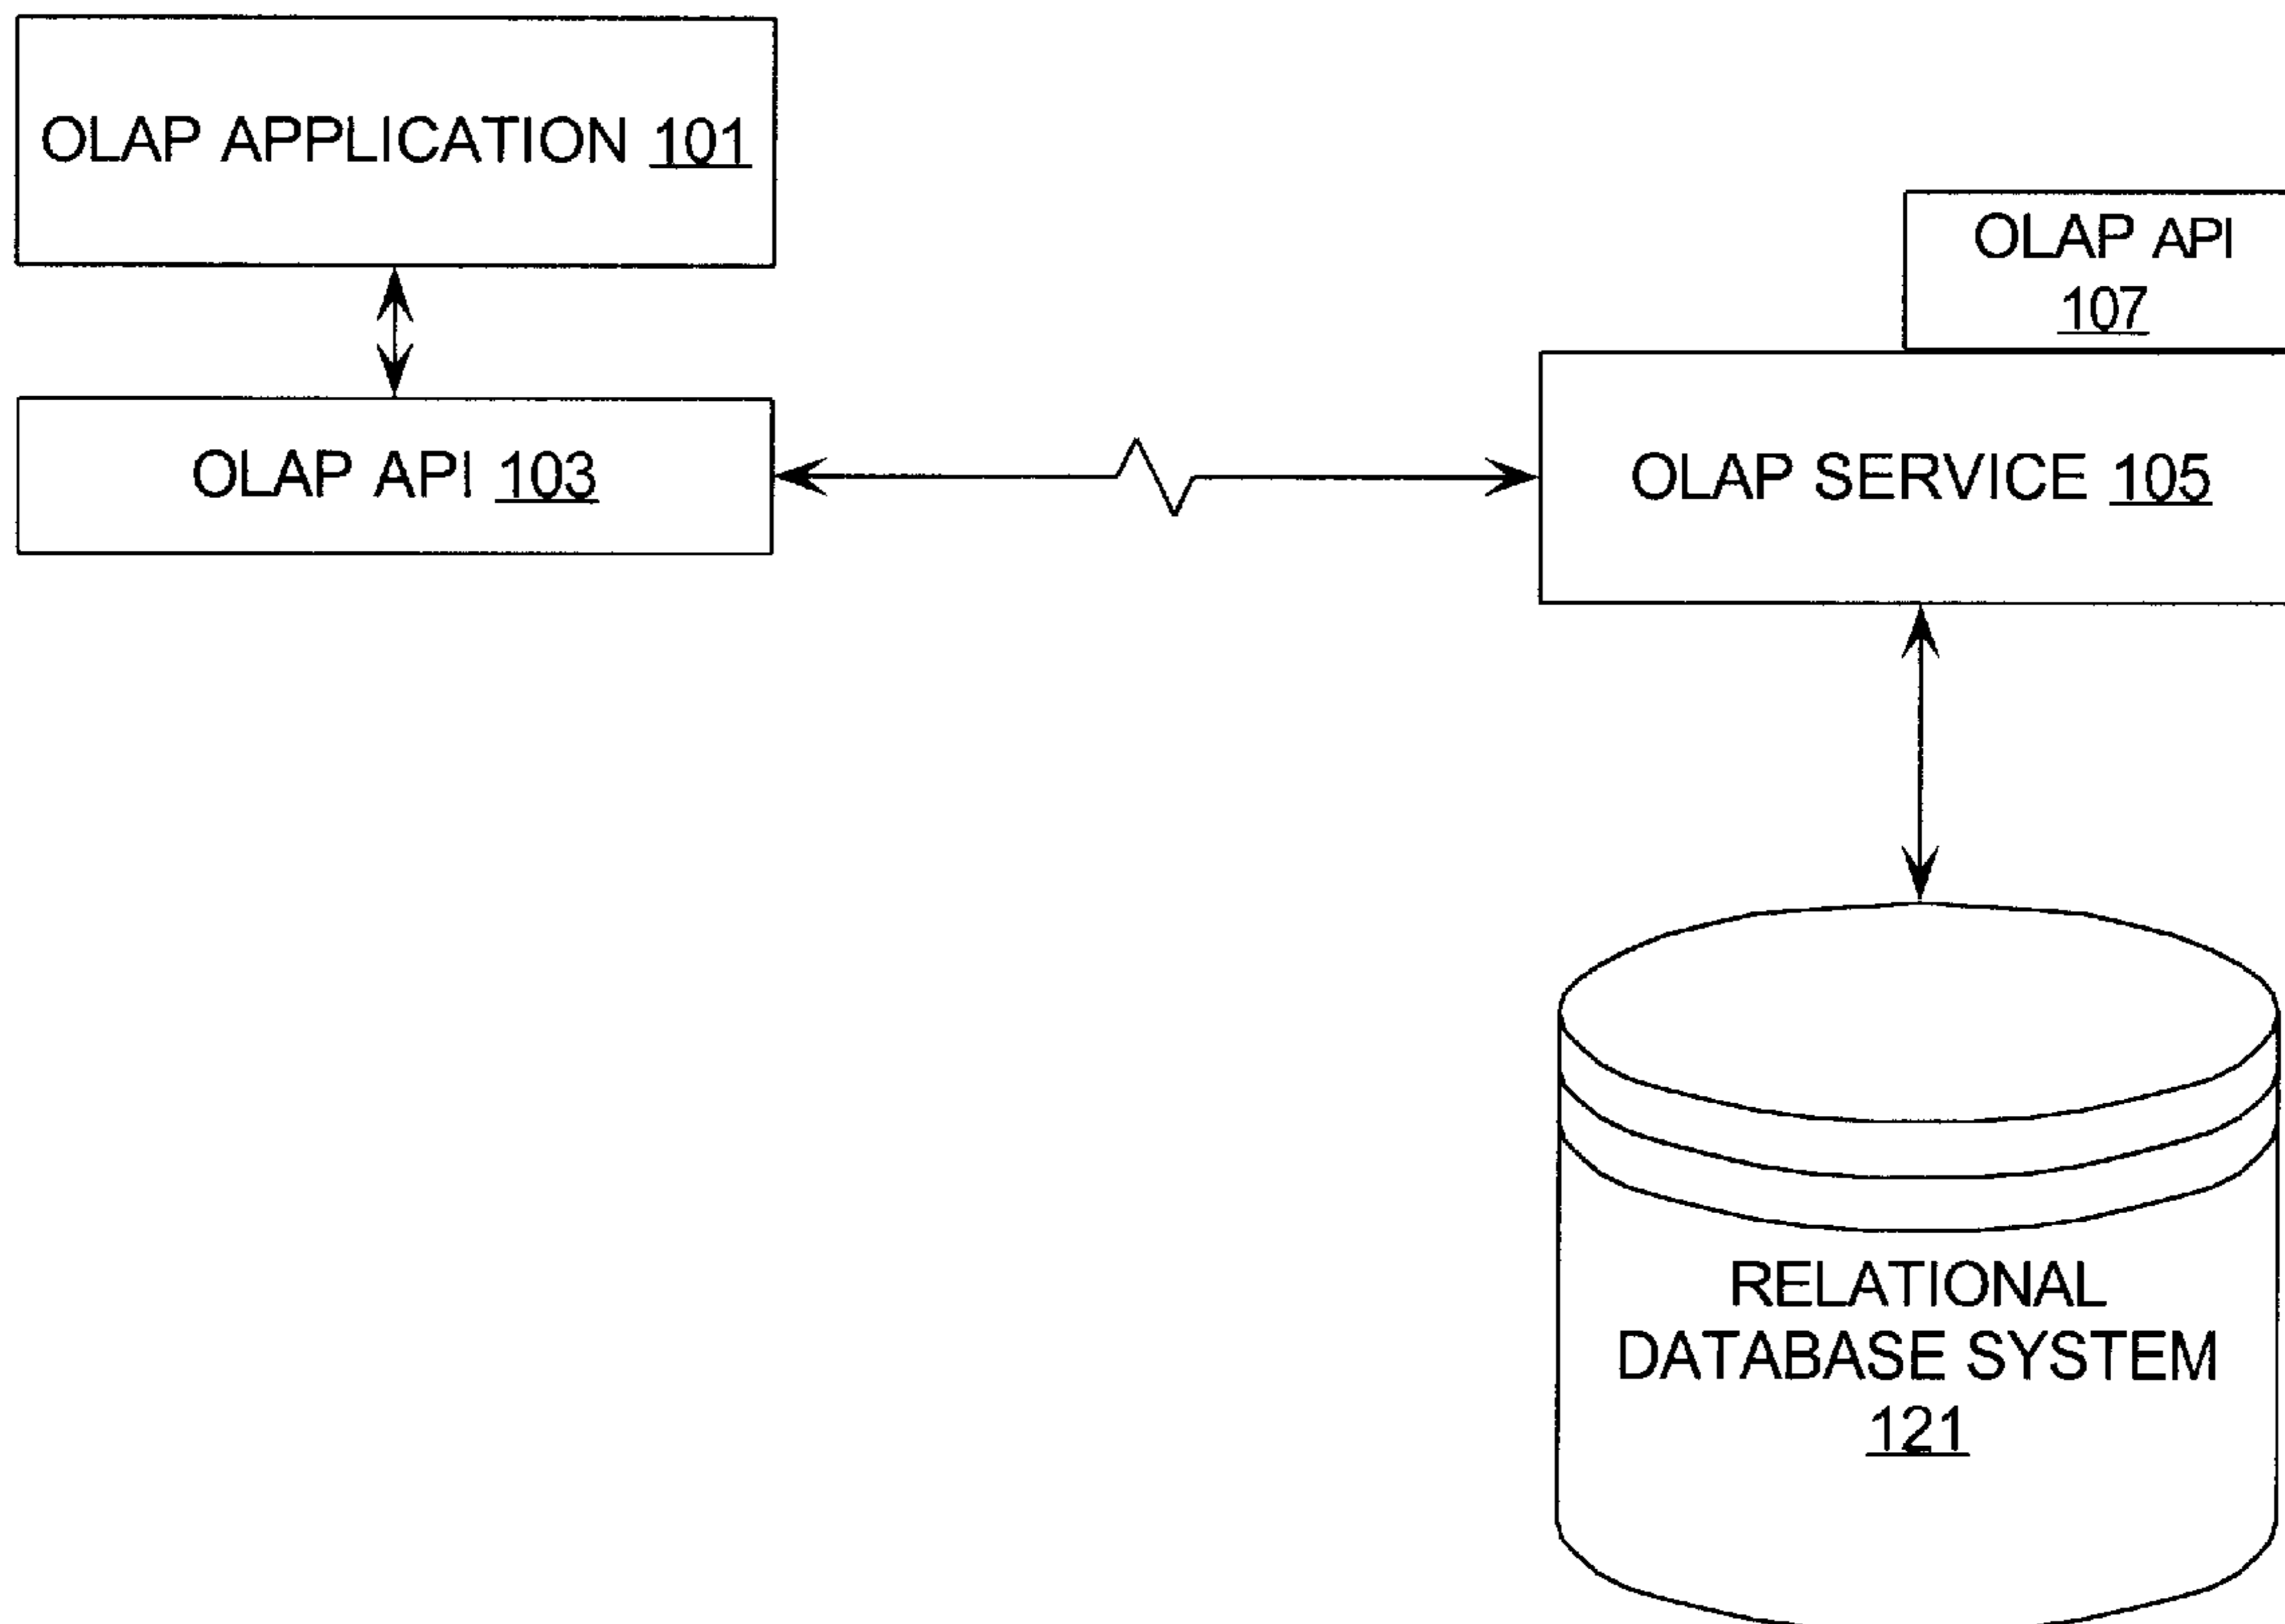 OLAP APPLICATION 101
OLAP API
107
OLAP API 103
OLAP SERVICE 105
RELATIONAL
DATABASE SYSTEM
121